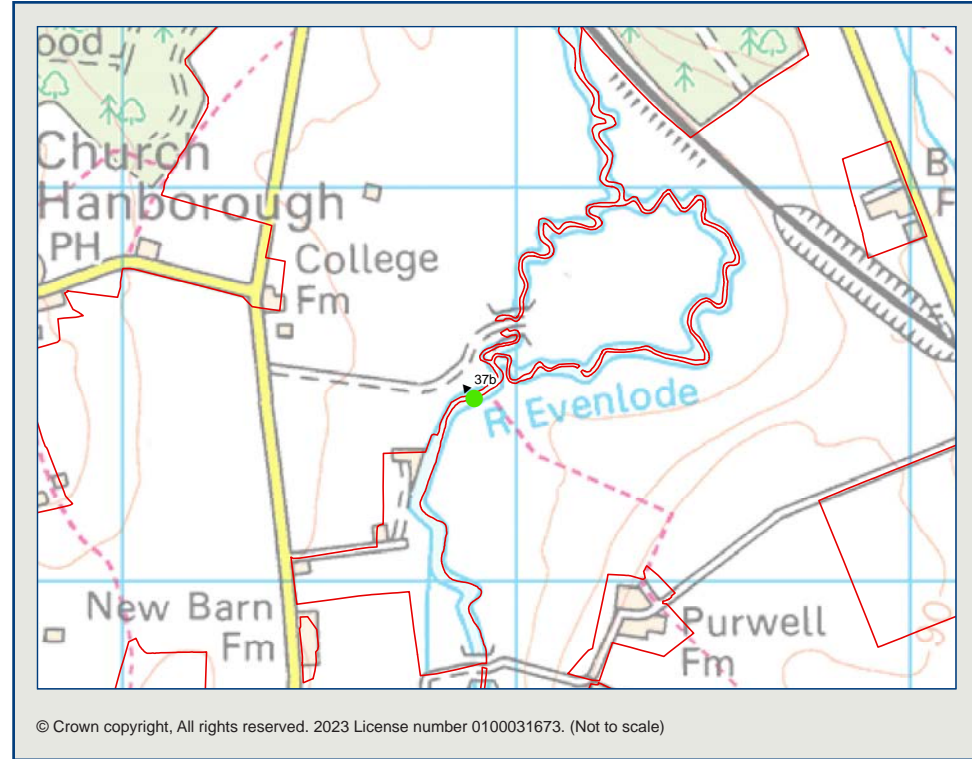 ood
Church
Hanborough
PH
College
Fm
B
F
37b
R Evenlode
New Barn
Fm
Purwell
Fm
90
© Crown copyright, All rights reserved. 2023 License number 0100031673. (Not to scale)